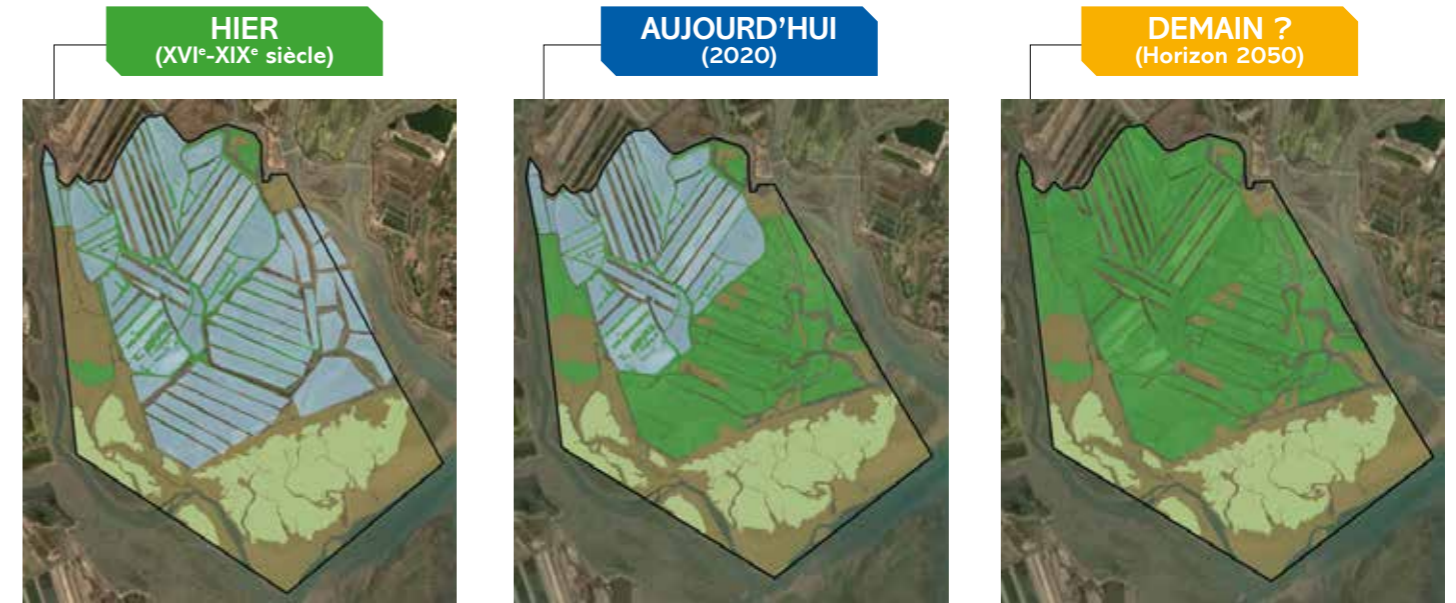 HIER
(XVIᵉ-XIXᵉ siècle)
AUJOURD'HUI
(2020)
DEMAIN ?
(Horizon 2050)